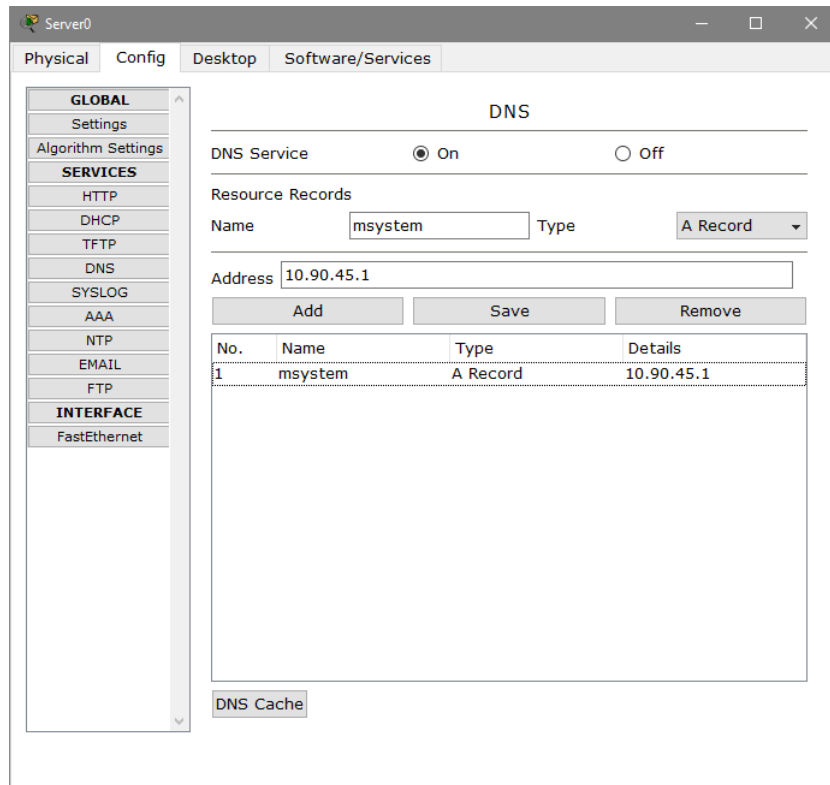 Server0
Physical Config Desktop Software/Services
GLOBAL
Settings
Algorithm Settings
SERVICES
HTTP
DHCP
TFTP
DNS
SYSLOG
AAA
NTP
EMAIL
FTP
INTERFACE
FastEthernet
DNS
DNS Service On Off
Resource Records
Name msystem Type A Record
Address 10.90.45.1
Add Save Remove
No. Name Type Details
1 msystem A Record 10.90.45.1
DNS Cache